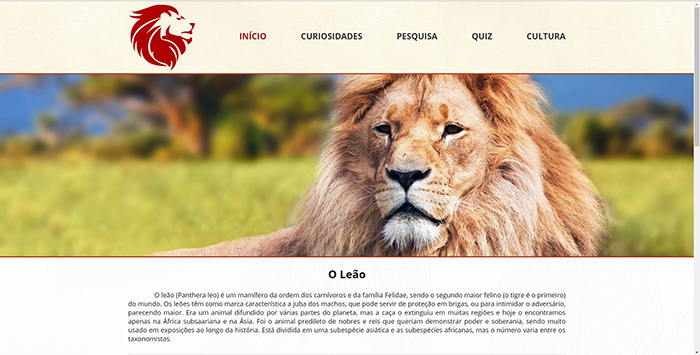 INÍCIO CURIOSIDADES PESQUISA QUIZ CULTURA
O Leão
O leão (Panthera leo) é um mamífero da ordem dos carnívoros e da família Felidae, sendo o segundo maior felino (o tigre é o primeiro)
do mundo. Os leões têm como marca característica a juba dos machos, que pode servir de proteção em brigas, ou para intimidar o adversário,
parecendo maior. Era um animal difundido por várias partes do planeta, mas a caça o extinguiu em muitas regiões e hoje o encontramos
apenas na África subsaariana e na Ásia. Foi o animal predileto de nobres e reis que queriam demonstrar poder e soberania, sendo muito
usado em exposições ao longo da história. Está dividida em uma subespécie asiática e as subespécies africanas, mas o número varia entre os
taxonomistas.